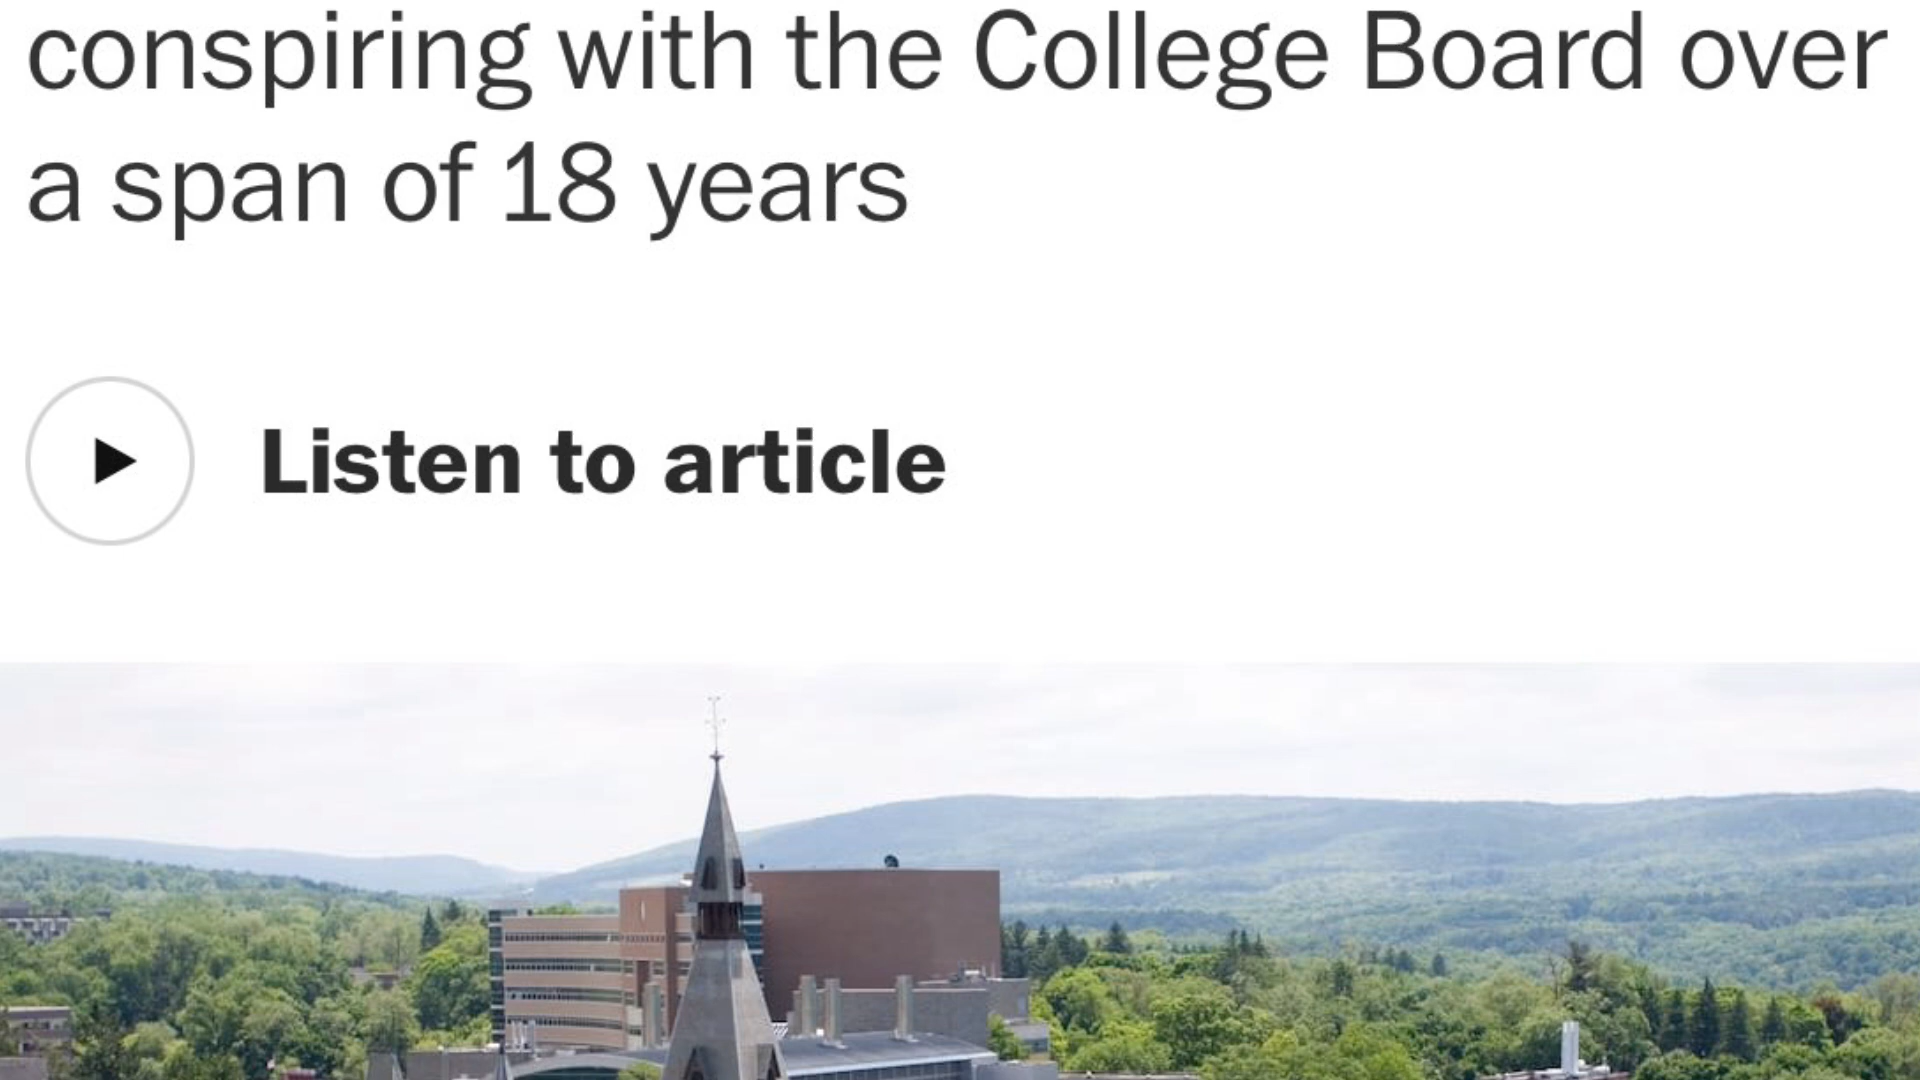 conspiring with the College Board over
a span of 18 years
Listen to article